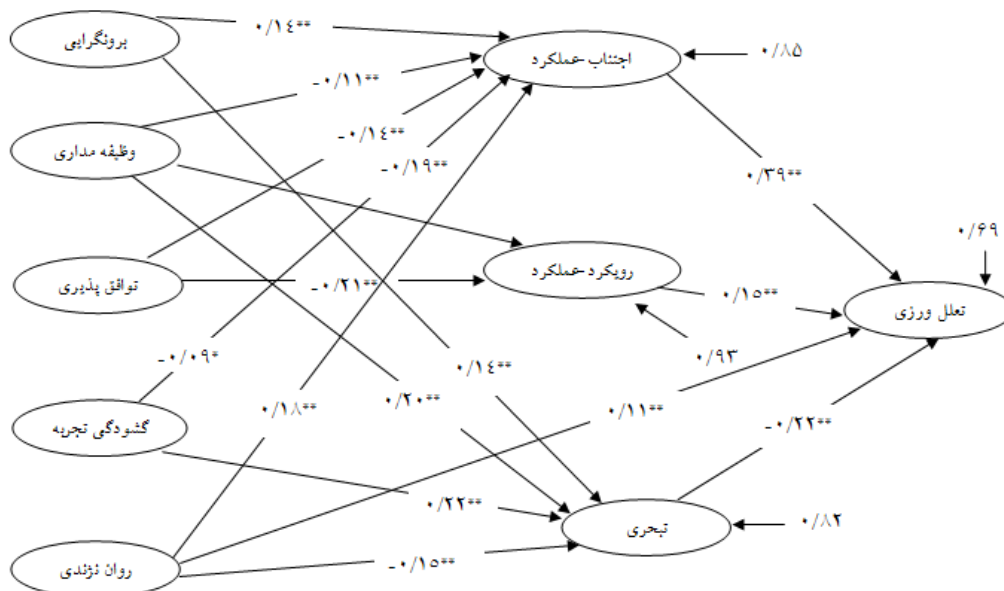 برونگرایی
۰/۱۴**
اجتناب-عملکرد
۰/۸۵
-۰/۱۱**
وظیفه مداری
-۰/۱۴**
-۰/۱۹**
۰/۳۹**
توافق پذیری
-۰/۲۱**
رویکرد-عملکرد
۰/۶۹
۰/۱۵**
تعلل ورزی
-۰/۰۹*
۰/۱۴**
۰/۹۳
گشودگی تجربه
۰/۱۸**
۰/۲۰**
۰/۱۱**
-۰/۲۲**
۰/۲۲**
تبحری
۰/۸۲
روان نژندی
-۰/۱۵**